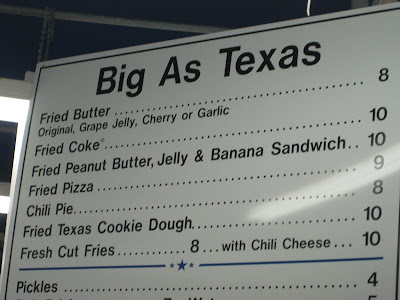 Big As Texas
Fried Butter .......................... 8
Original, Grape Jelly, Cherry or Garlic
Fried Coke® .......................... 10
Fried Peanut Butter, Jelly & Banana Sandwich.. 10
Fried Pizza .......................... 9
Chili Pie .......................... 8
Fried Texas Cookie Dough .......................... 10
Fresh Cut Fries .......... 8 ...with Chili Cheese... 10
Pickles .......................... 4